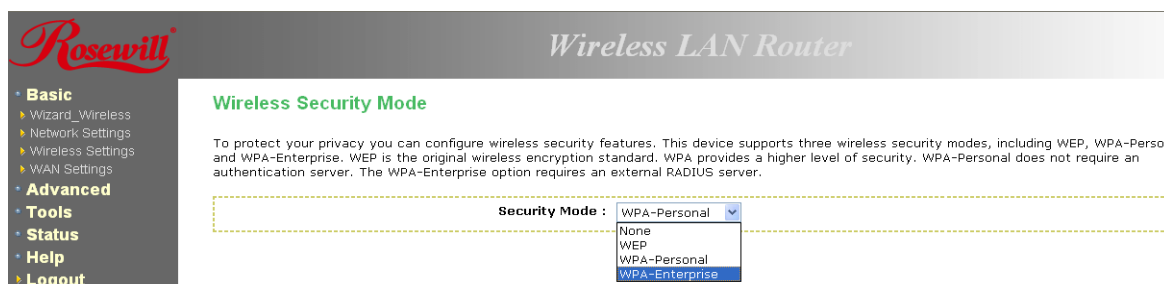 Rosewill®
Wireless LAN Router
Basic
Wizard_Wireless
Network Settings
Wireless Settings
WAN Settings
Advanced
Tools
Status
Help
Logout
Wireless Security Mode
To protect your privacy you can configure wireless security features. This device supports three wireless security modes, including WEP, WPA-Perso
and WPA-Enterprise. WEP is the original wireless encryption standard. WPA provides a higher level of security. WPA-Personal does not require an
authentication server. The WPA-Enterprise option requires an external RADIUS server.
Security Mode : WPA-Personal
None
WEP
WPA-Personal
WPA-Enterprise